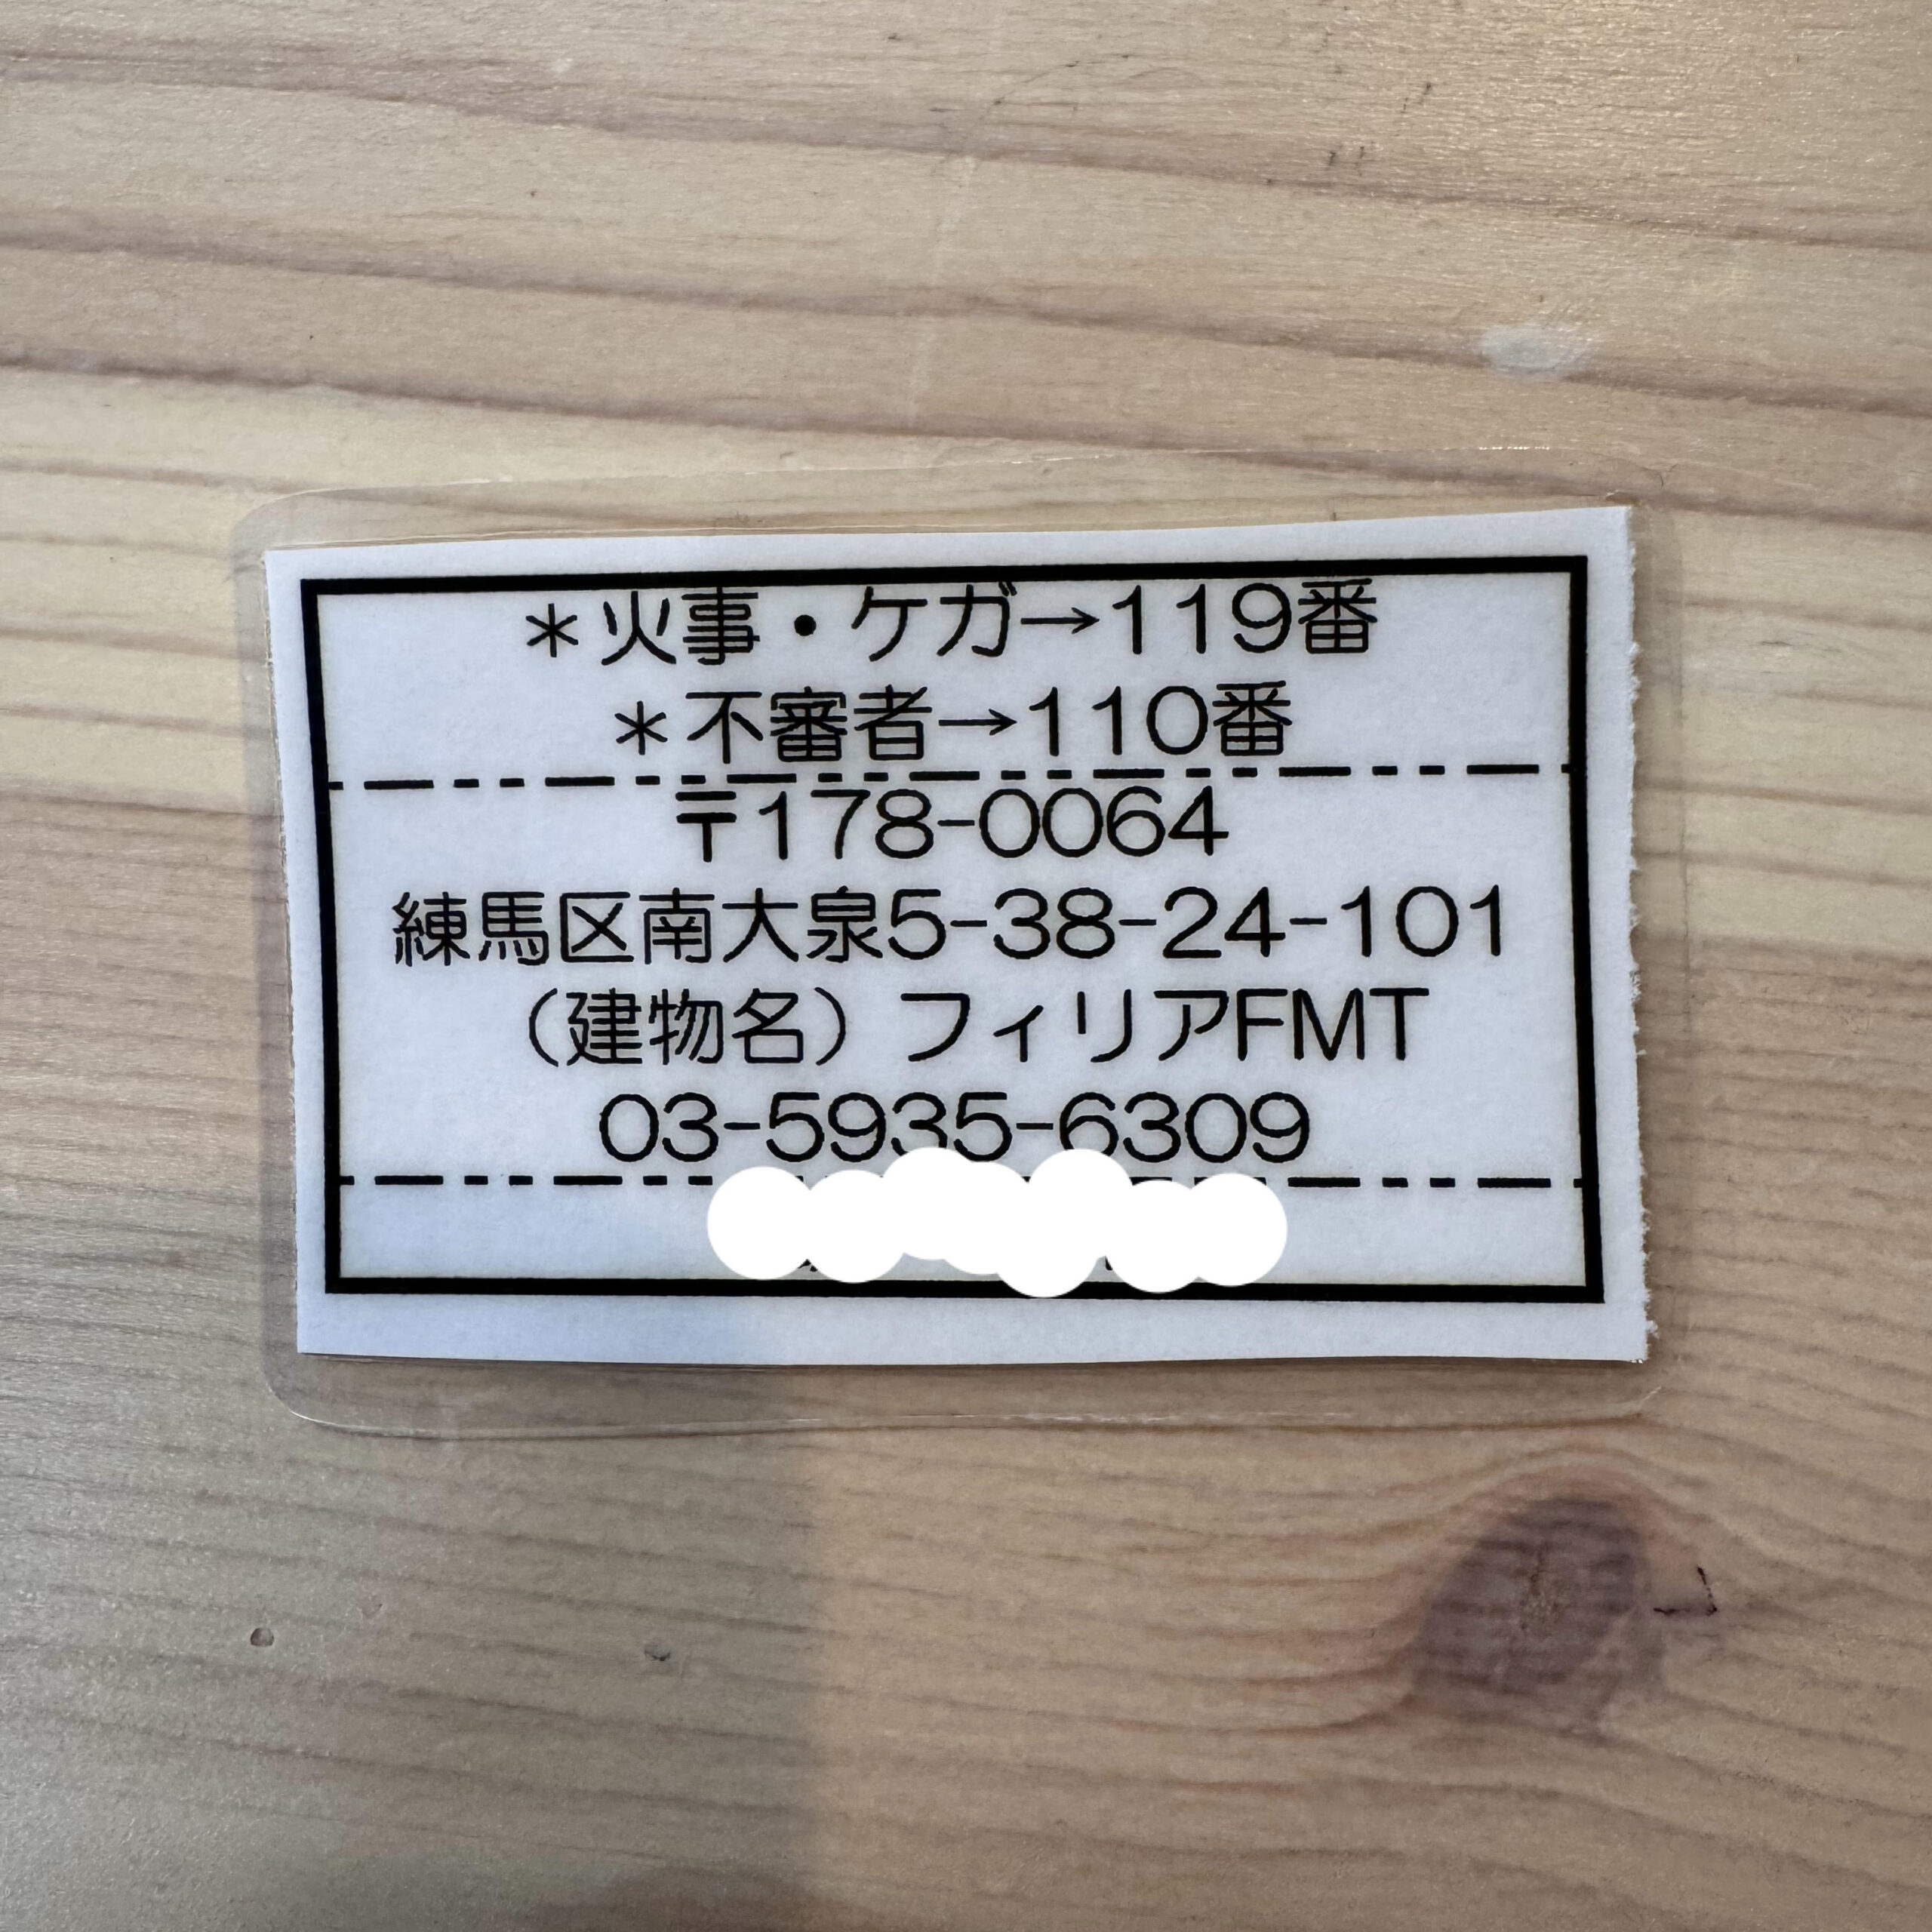 ＊火事・ケガ→119番
＊不審者→110番
〒178-0064
練馬区南大泉5-38-24-101
（建物名）フィリアFMT
03-5935-6309